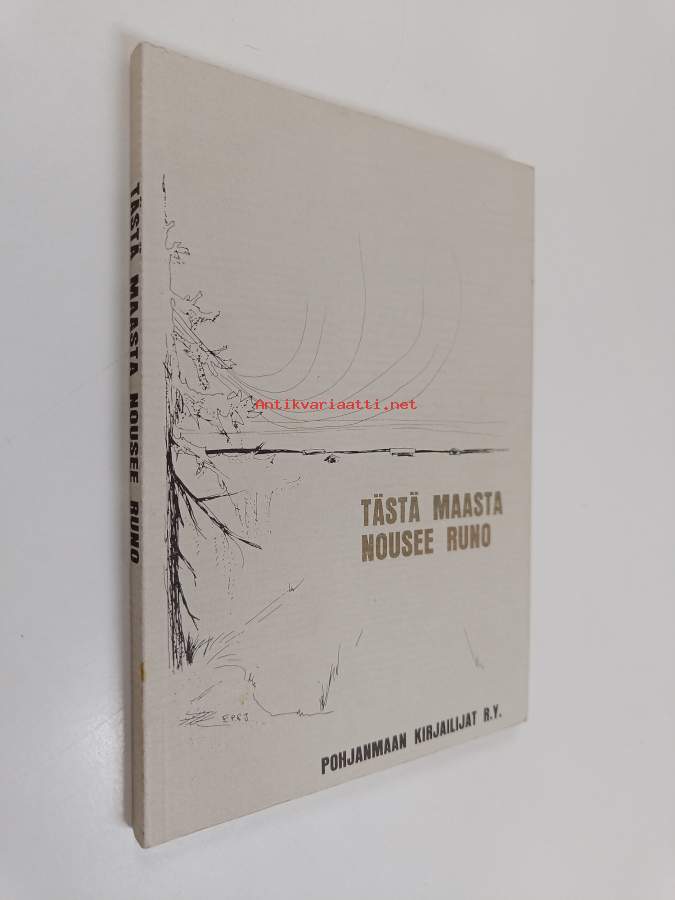 TÄSTÄ MAASTA NOUSEE RUNO
Antikvariaatti.net
TÄSTÄ MAASTA
NOUSEE RUNO
POHJANMAAN KIRJAILIJAT R.Y.